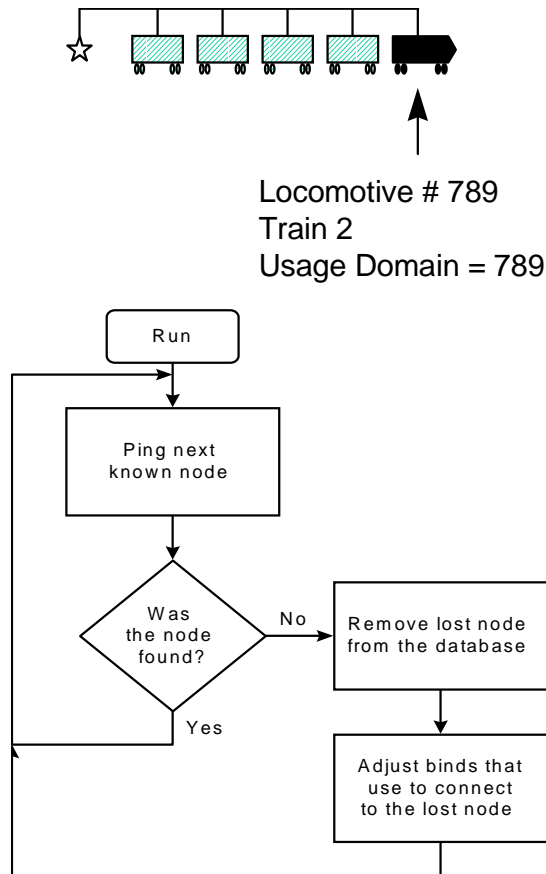 Locomotive # 789
Train 2
Usage Domain = 789
Run
Ping next
known node
Was
the node
found?
No
Yes
Remove lost node
from the database
Adjust binds that
use to connect
to the lost node